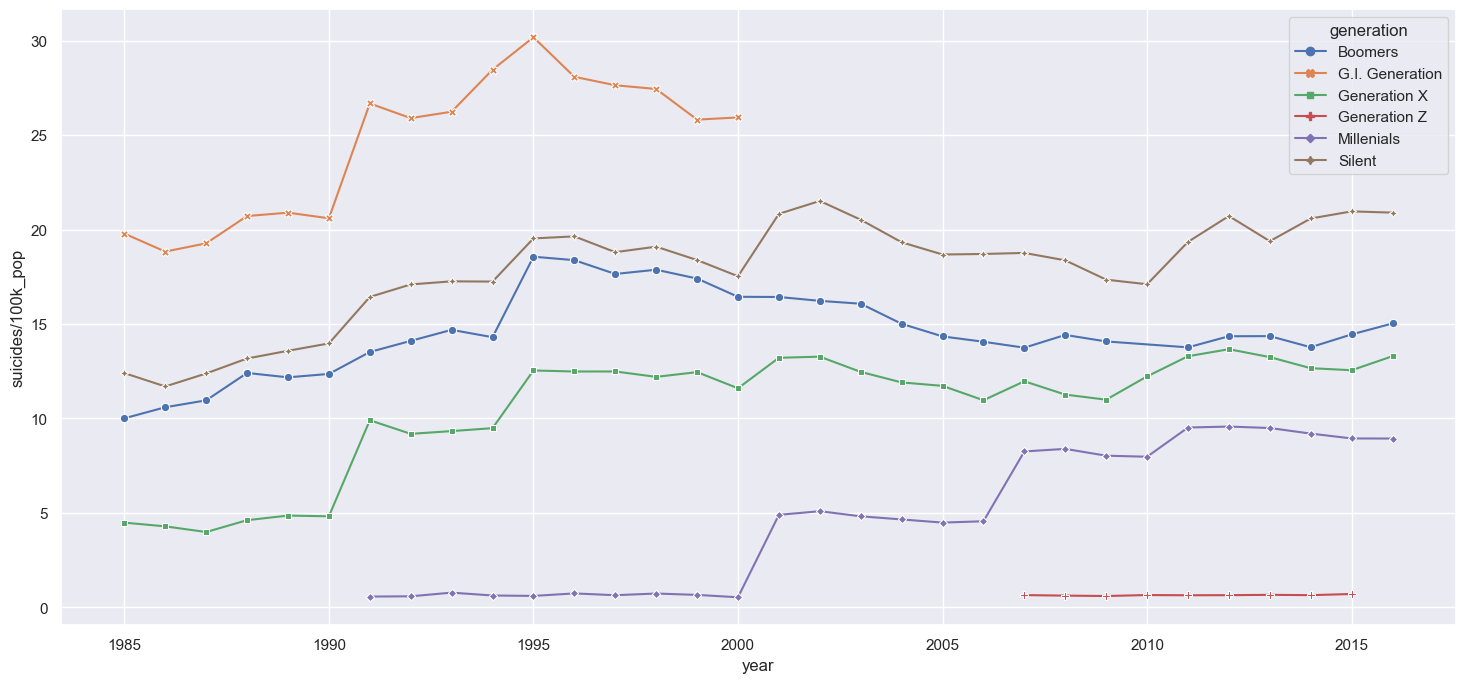 generation
Boomers
G.I. Generation
Generation X
Generation Z
Millenials
Silent
suicides/100k_pop
30
25
20
15
10
5
0
1985 1990 1995 2000 2005 2010 2015
year